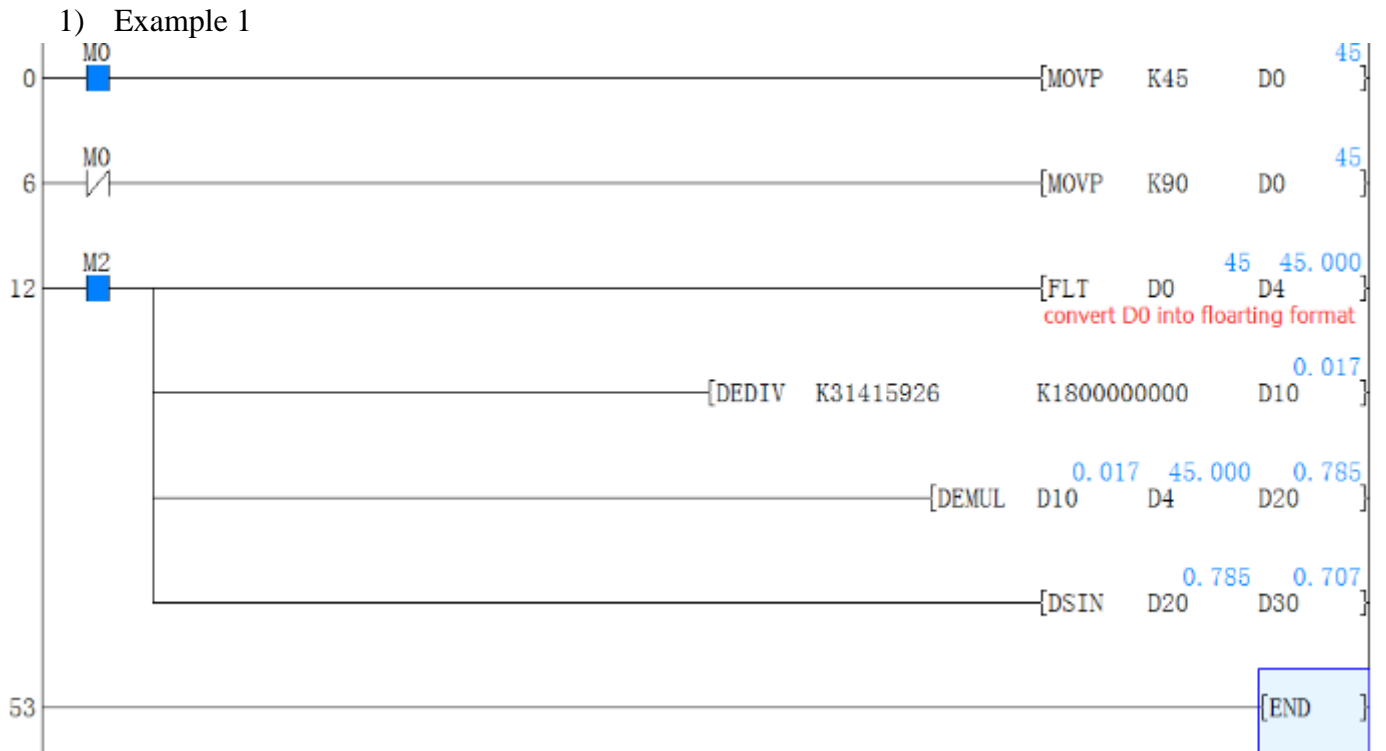 1) Example 1
M0 45
0 [MOVP K45 D0 ]
M0 45
6 [MOVP K90 D0 ]
M2 45 45.000
12 [FLT D0 D4 ]
convert D0 into floarting format
0.017
[DEDIV K31415926 K1800000000 D10 ]
0.017 45.000 0.785
[DEMUL D10 D4 D20 ]
0.785 0.707
[DSIN D20 D30 ]
53 [END ]